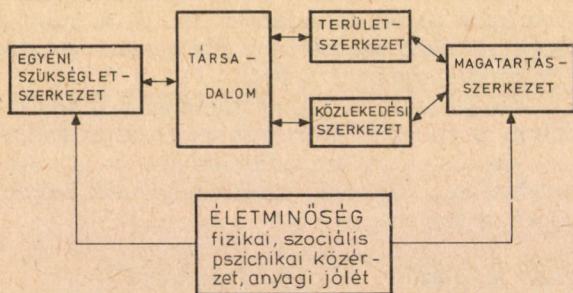 EGYÉNI
SZÜKSÉGLET-
SZERKEZET
TÁRSA-
DALOM
TERÜLET-
SZERKEZET
KÖZLEKEDÉSI
SZERKEZET
MAGATARTÁS-
SZERKEZET
ÉLETMINŐSÉG
fizikai, szociális
pszichikai közér-
zet, anyagi jólét